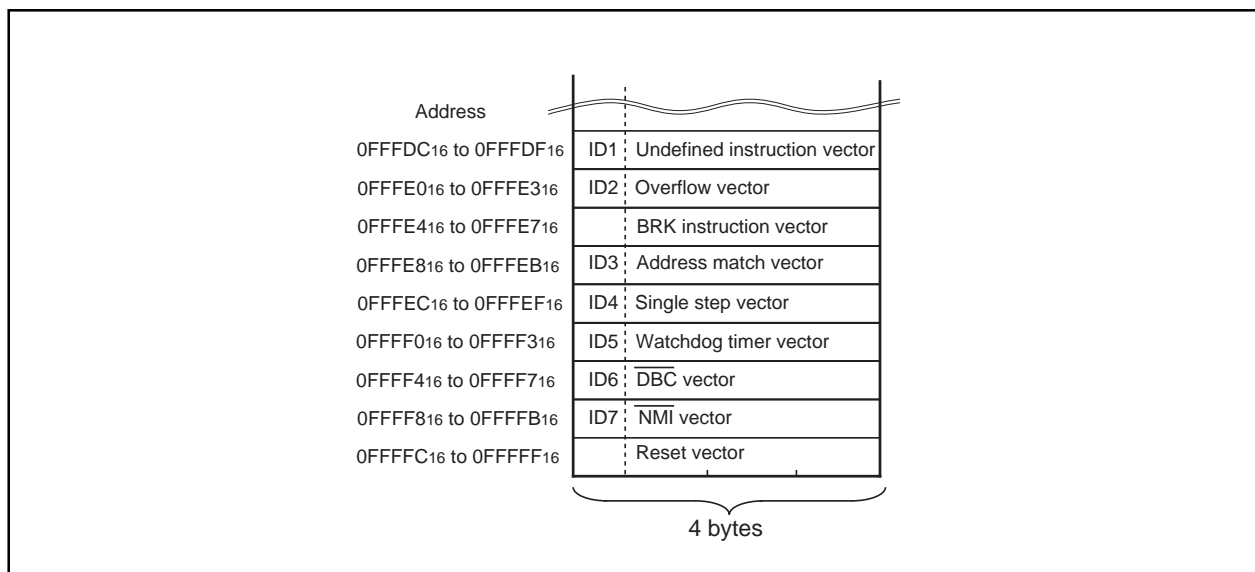 Address
0FFFDC16 to 0FFFDF16 ID1 Undefined instruction vector
0FFFE016 to 0FFFE316 ID2 Overflow vector
0FFFE416 to 0FFFE716 BRK instruction vector
0FFFE816 to 0FFFEB16 ID3 Address match vector
0FFFEC16 to 0FFFEF16 ID4 Single step vector
0FFFF016 to 0FFFF316 ID5 Watchdog timer vector
0FFFF416 to 0FFFF716 ID6 DBC vector
0FFFF816 to 0FFFFB16 ID7 NMI vector
0FFFFC16 to 0FFFFF16 Reset vector
4 bytes